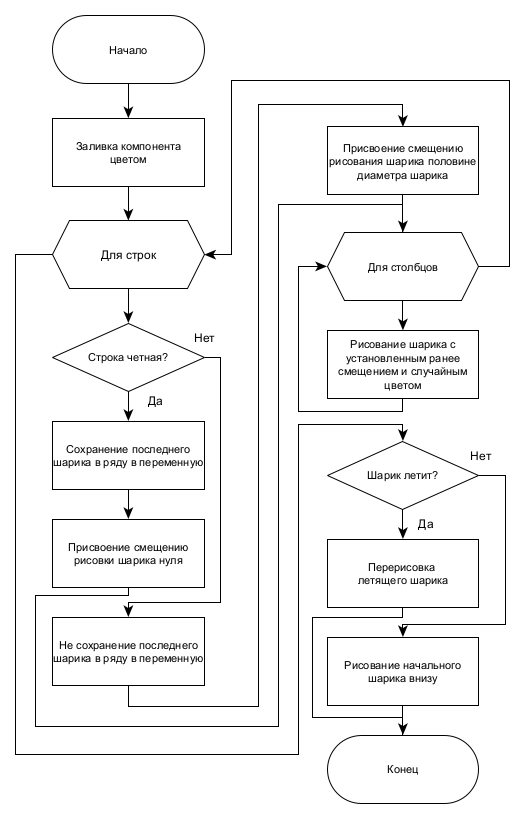 Начало
Заливка компонента
цветом
Для строк
Нет
Строка четная?
Да
Сохранение последнего
шарика в ряду в переменную
Присвоение смещению
рисовки шарика нуля
Не сохранение последнего
шарика в ряду в переменную
Присвоение смещению
рисования шарика половине
диаметра шарика
Для столбцов
Рисование шарика с
установленным ранее
смещением и случайным
цветом
Нет
Шарик летит?
Да
Перерисовка
летящего шарика
Рисование начального
шарика внизу
Конец